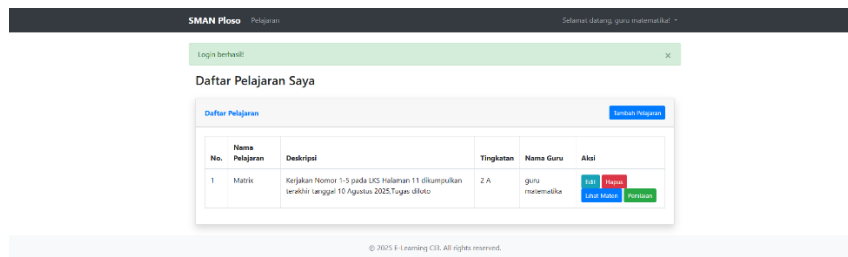 SMAN Ploso Pelajaran Selamat datang, guru matematika!
Login berhasil! ×
Daftar Pelajaran Saya
Daftar Pelajaran Tambah Pelajaran
No. Nama Pelajaran Deskripsi Tingkatan Nama Guru Aksi
1 Matrix Kerjakan Nomor 1-5 pada LKS Halaman 11 dikumpulkan 2 A guru matematika Edit Hapus
terakhir tanggal 10 Agustus 2025.Tugas difoto Lihat Materi Penilaian
© 2025 E-Learning CI3. All rights reserved.